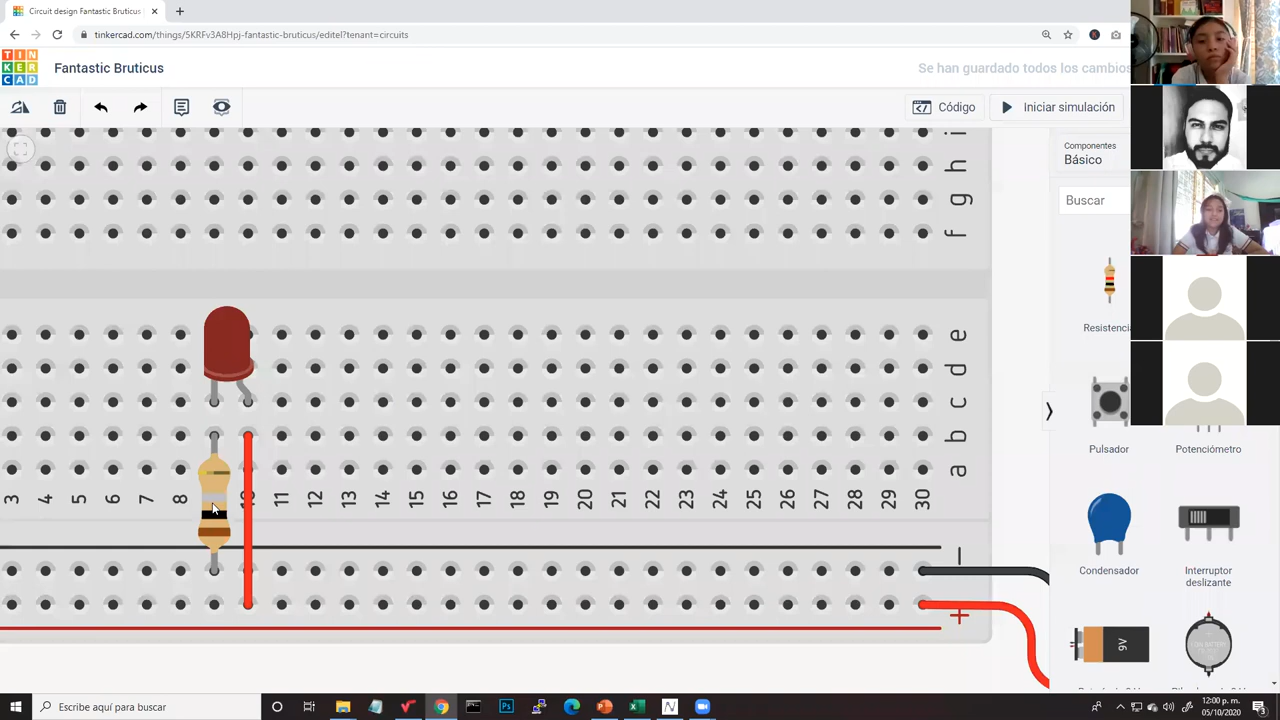 Circuit design Fantastic Bruticus
tinkercad.com/things/5KRFv3A8Hpj-fantastic-bruticus/editel?tenant=circuits
TIN
KER
CAD
Fantastic Bruticus
Se han guardado todos los cambios
Código
Iniciar simulación
Componentes
Básico
Buscar
i
h
g
f
e
d
c
b
a
3 4 5 6 7 8 10 11 12 13 14 15 16 17 18 19 20 21 22 23 24 25 26 27 28 29 30
−
+
Resistencia
Pulsador
Potenciómetro
Condensador
Interruptor
deslizante
9V
Escribe aquí para buscar
12:00 p. m.
05/10/2020